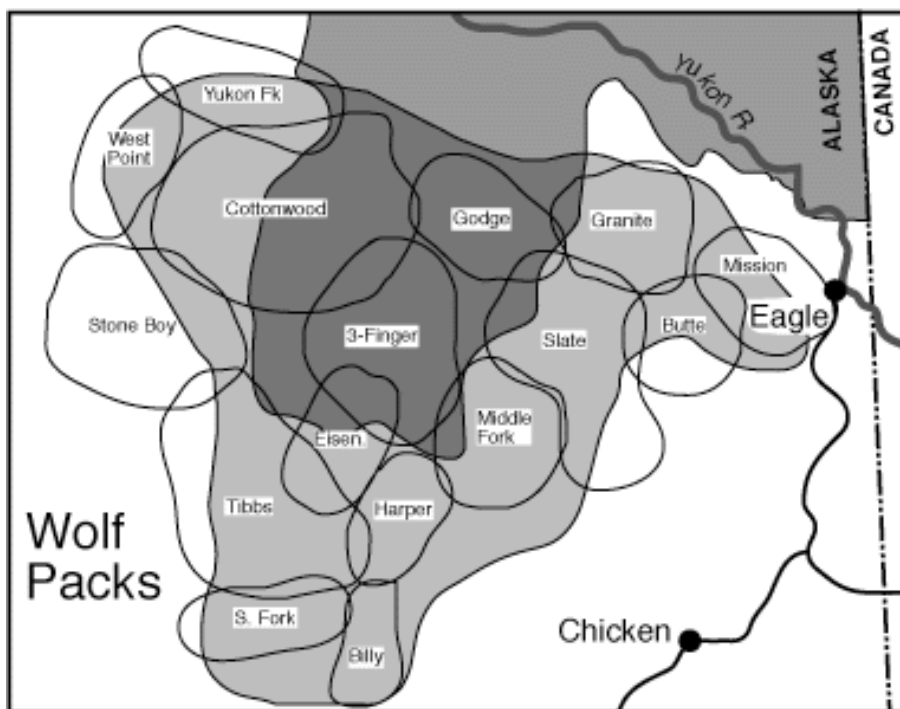 Yukon Fk
West
Point
Cottonwood
Godge
Granite
Mission
Stone Boy
3-Finger
Slate
Butte
Eagle
Eisen.
Middle
Fork
Tibbs
Harper
S. Fork
Billy
Wolf
Packs
Chicken
Yukon R.
ALASKA
CANADA